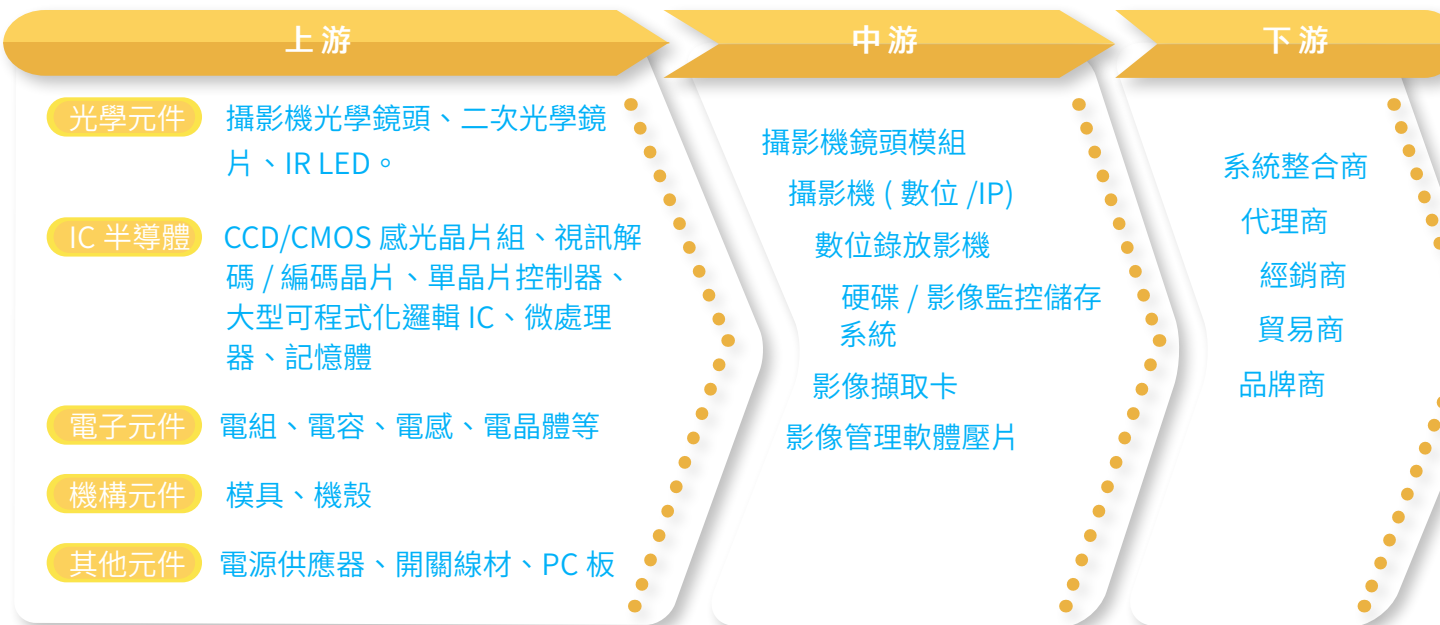 上游
光學元件 攝影機光學鏡頭、二次光學鏡
片、IR LED。
IC 半導體 CCD/CMOS 感光晶片組、視訊解
碼 / 編碼晶片、單晶片控制器、
大型可程式化邏輯 IC、微處理
器、記憶體
電子元件 電組、電容、電感、電晶體等
機構元件 模具、機殼
其他元件 電源供應器、開關線材、PC 板
中游
攝影機鏡頭模組
攝影機 ( 數位 /IP)
數位錄放影機
硬碟 / 影像監控儲存
系統
影像擷取卡
影像管理軟體壓片
下游
系統整合商
代理商
經銷商
貿易商
品牌商